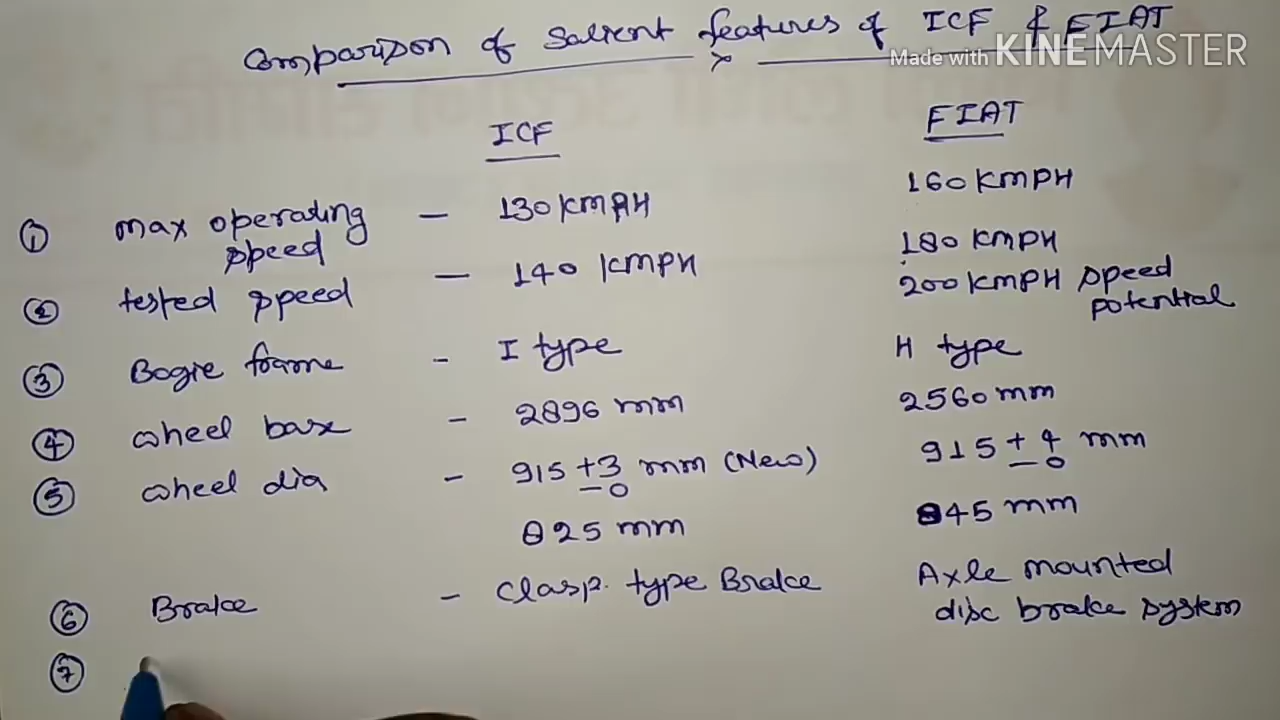 Comparision of Salient features of ICF & FIAT
Made with KINEMASTER
ICF FIAT
① max operating speed - 130 KMPH 160 KMPH
② tested speed - 140 KMPH 180 KMPH
200 KMPH speed potential
③ Bogie frame - I type H type
④ wheel base - 2896 mm 2560 mm
⑤ wheel dia - 915 +3 -0 mm (New) 915 +4 -0 mm
825 mm 845 mm
⑥ Brake - Clasp type Brake Axle mounted
disc brake system
⑦